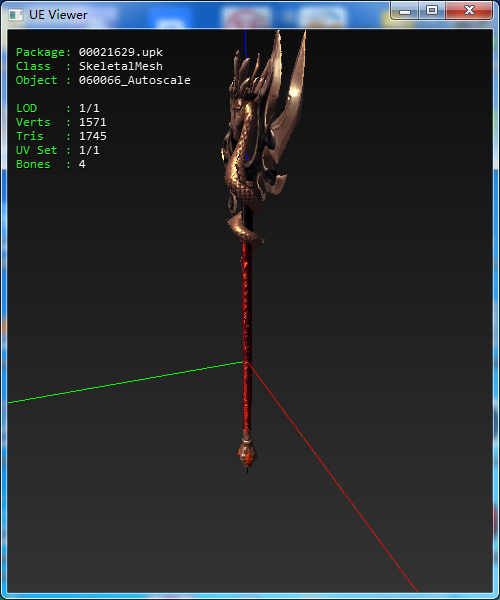 UE Viewer
Package: 00021629.upk
Class : SkeletalMesh
Object : 060066_Autoscale
LOD : 1/1
Verts : 1571
Tris : 1745
UV Set : 1/1
Bones : 4